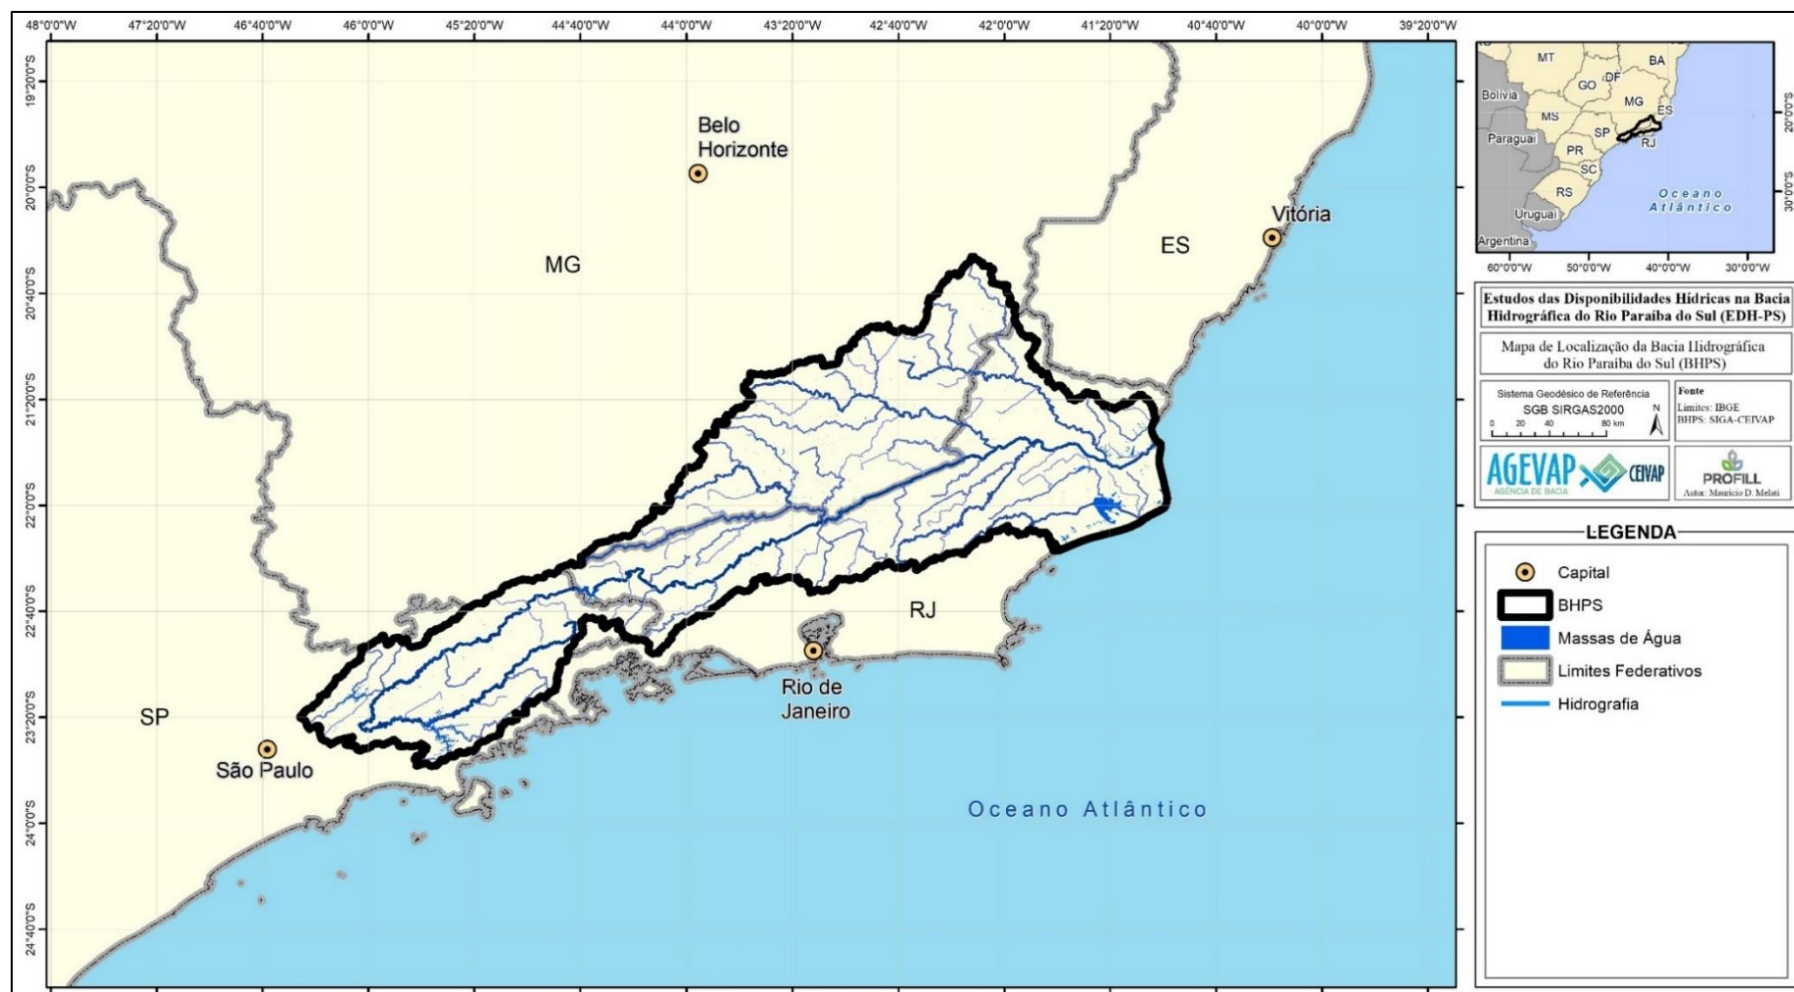 48°0'0"W 47°20'0"W 46°40'0"W 46°0'0"W 45°20'0"W 44°40'0"W 44°0'0"W 43°20'0"W 42°40'0"W 42°0'0"W 41°20'0"W 40°40'0"W 40°0'0"W 39°20'0"W
19°20'0"S
20°0'0"S
20°40'0"S
21°20'0"S
22°0'0"S
22°40'0"S
23°20'0"S
24°0'0"S
24°40'0"S
Belo
Horizonte
Vitória
MG
ES
RJ
SP
Rio de
Janeiro
São Paulo
Oceano Atlântico
MT
BA
DF
GO
Bolivia
MG
ES
MS
SP
Paraguai
RJ
PR
SC
RS
Oceano
Atlântico
Uruguai
Argentina
20°0'0"S
30°0'0"S
60°0'0"W 50°0'0"W 40°0'0"W 30°0'0"W
Estudos das Disponibilidades Hídricas na Bacia
Hidrográfica do Rio Paraíba do Sul (EDH-PS)
Mapa de Localização da Bacia Hidrográfica
do Rio Paraíba do Sul (BHPS)
Sistema Geodésico de Referência
SGB SIRGAS2000
N
0 20 40 80 km
Fonte
Limites: IBGE
BHPS: SIGA-CEIVAP
AGEVAP
AGÊNCIA DE BACIA
CEIVAP
PROFILL
Autor: Maurício D. Melati
LEGENDA
Capital
BHPS
Massas de Água
Limites Federativos
Hidrografia